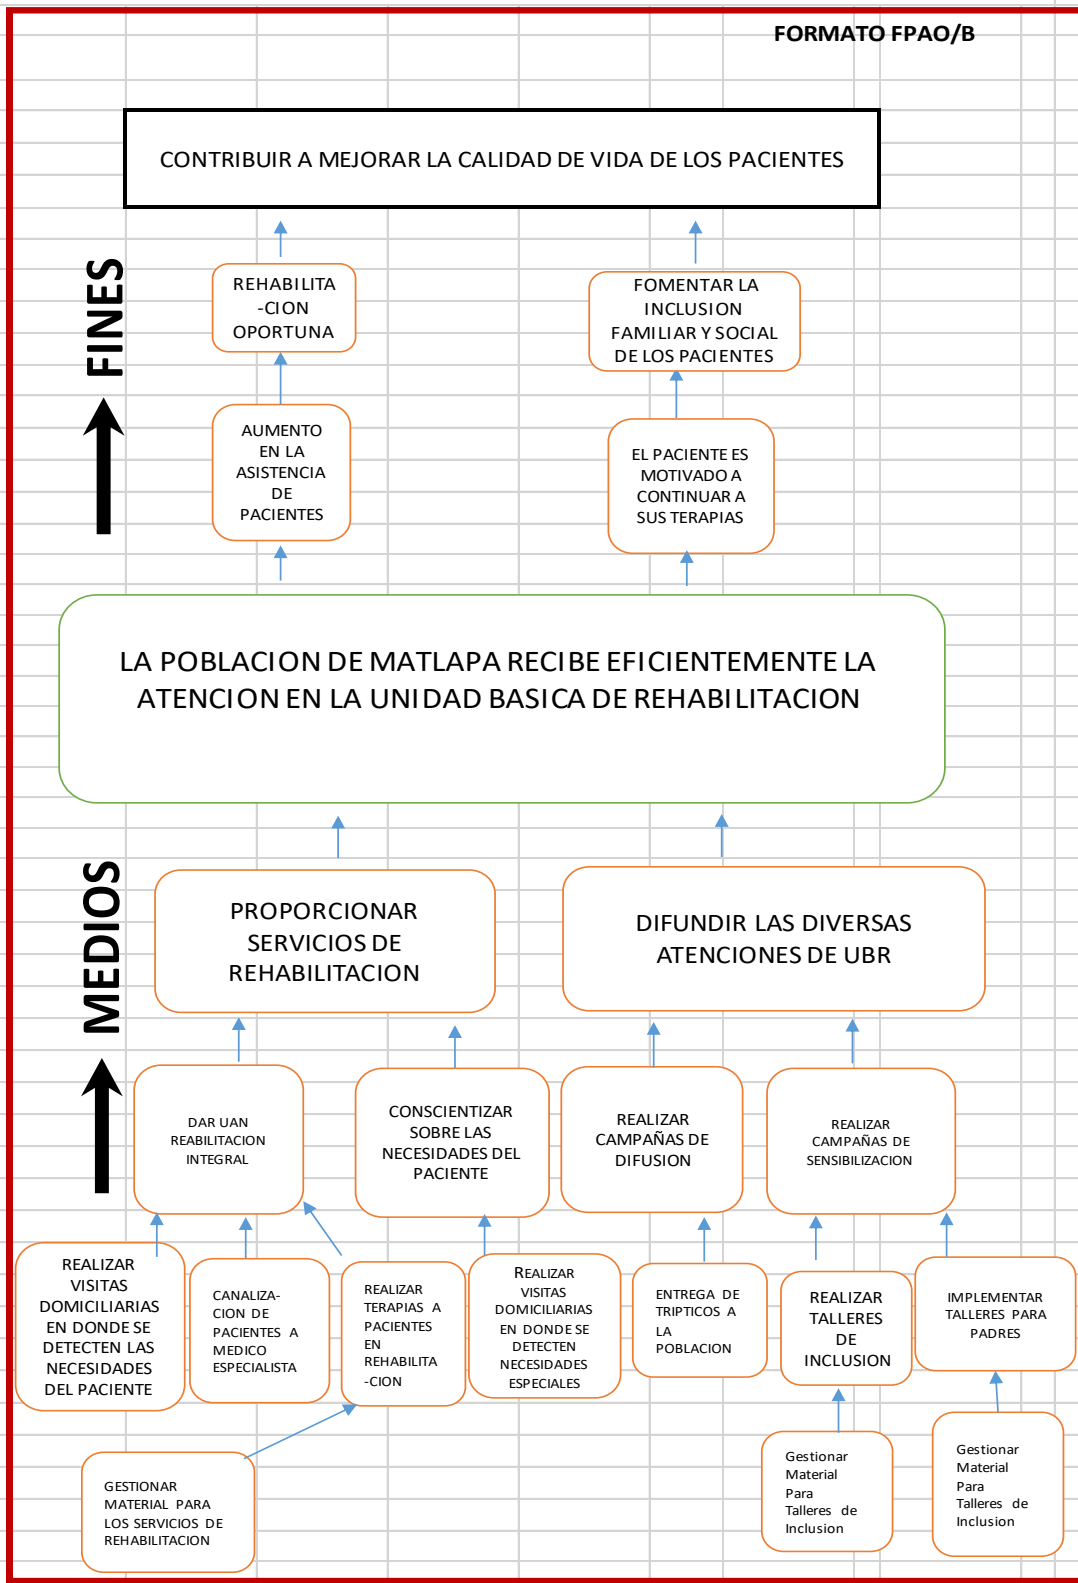 FORMATO FPAO/B
CONTRIBUIR A MEJORAR LA CALIDAD DE VIDA DE LOS PACIENTES
FINES
REHABILITA
-CION
OPORTUNA
FOMENTAR LA
INCLUSION
FAMILIAR Y SOCIAL
DE LOS PACIENTES
AUMENTO
EN LA
ASISTENCIA
DE
PACIENTES
EL PACIENTE ES
MOTIVADO A
CONTINUAR A
SUS TERAPIAS
LA POBLACION DE MATLAPA RECIBE EFICIENTEMENTE LA
ATENCION EN LA UNIDAD BASICA DE REHABILITACION
MEDIOS
PROPORCIONAR
SERVICIOS DE
REHABILITACION
DIFUNDIR LAS DIVERSAS
ATENCIONES DE UBR
DAR UAN
REABILITACION
INTEGRAL
CONSCIENTIZAR
SOBRE LAS
NECESIDADES DEL
PACIENTE
REALIZAR
CAMPAÑAS DE
DIFUSION
REALIZAR
CAMPAÑAS DE
SENSIBILIZACION
REALIZAR
VISITAS
DOMICILIARIAS
EN DONDE SE
DETECTEN LAS
NECESIDADES
DEL PACIENTE
CANALIZA-
CION DE
PACIENTES A
MEDICO
ESPECIALISTA
REALIZAR
TERAPIAS A
PACIENTES
EN
REHABILITA
-CION
REALIZAR
VISITAS
DOMICILIARIAS
EN DONDE SE
DETECTEN
NECESIDADES
ESPECIALES
ENTREGA DE
TRIPTICOS A
LA
POBLACION
REALIZAR
TALLERES
DE
INCLUSION
IMPLEMENTAR
TALLERES PARA
PADRES
GESTIONAR
MATERIAL PARA
LOS SERVICIOS DE
REHABILITACION
Gestionar
Material
Para
Talleres de
Inclusion
Gestionar
Material
Para
Talleres de
Inclusion